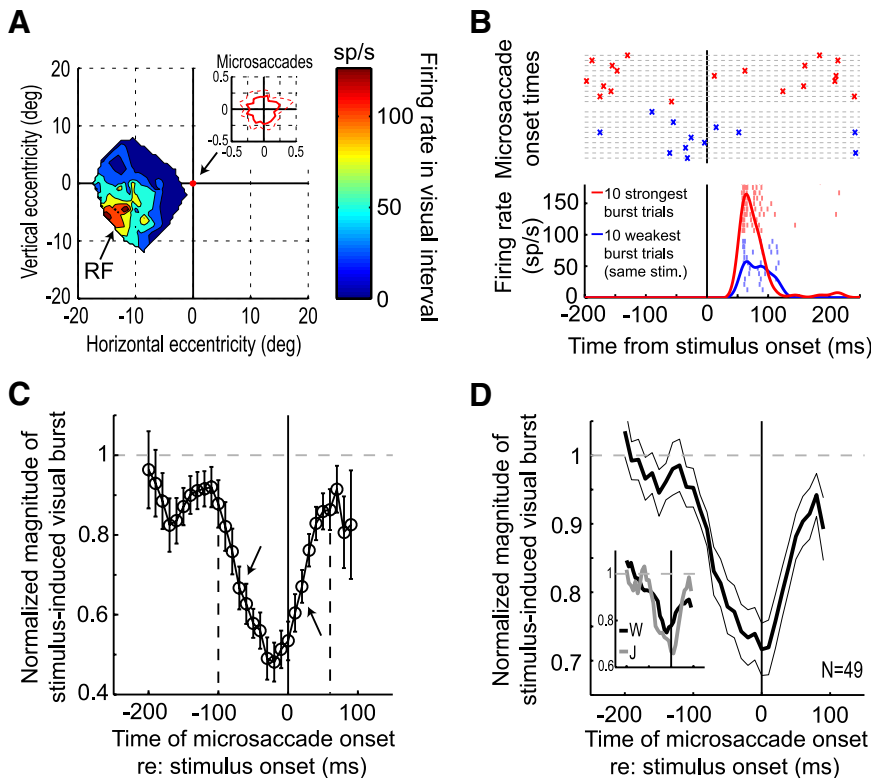 A
Microsaccades
0.5
0.25
0
-0.25
-0.5
-0.5
0
0.5
20
10
0
-10
-20
-20
-10
0
10
20
Vertical eccentricity (deg)
Horizontal eccentricity (deg)
RF
sp/s
100
50
0
Firing rate in visual interval
B
Microsaccade
onset times
Firing rate
(sp/s)
150
100
50
0
10 strongest
burst trials
10 weakest
burst trials
(same stim.)
-200
-100
0
100
200
Time from stimulus onset (ms)
C
Normalized magnitude of
stimulus-induced visual burst
1
0.8
0.6
0.4
-200
-100
0
100
Time of microsaccade onset
re: stimulus onset (ms)
D
Normalized magnitude of
stimulus-induced visual burst
1
0.9
0.8
0.7
1
0.8
0.6
W
J
N=49
-200
-100
0
100
Time of microsaccade onset
re: stimulus onset (ms)